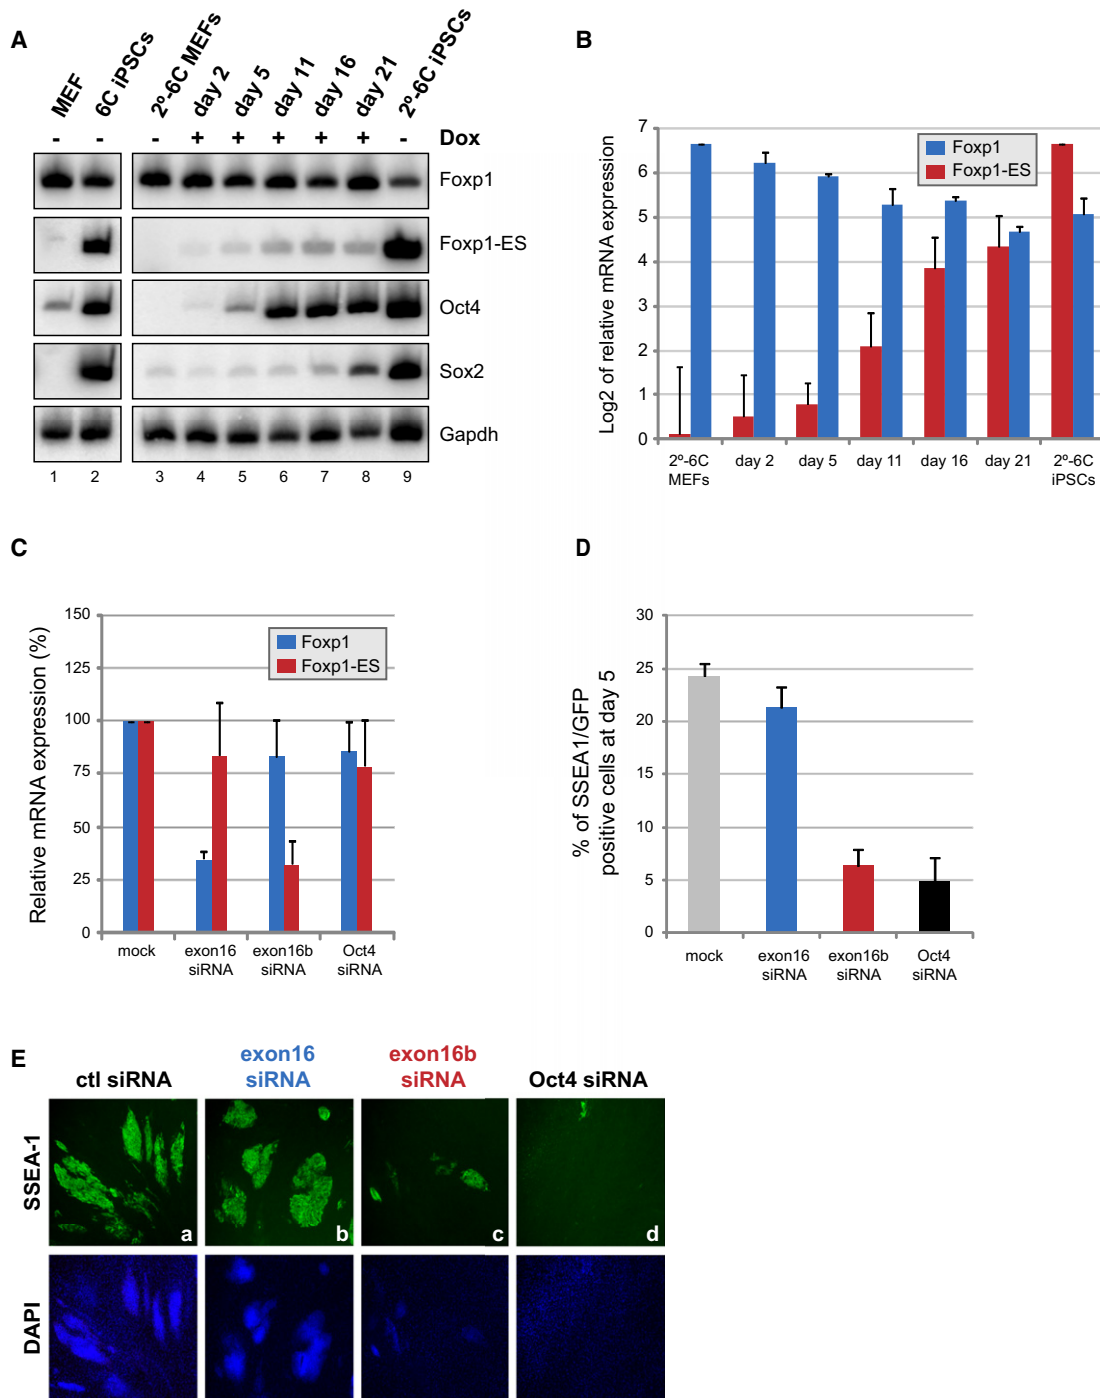 A
MEF
6C iPSCs
2º-6C MEFs
day 2
day 5
day 11
day 16
day 21
2º-6C iPSCs
- - - + + + + + - Dox
Foxp1
Foxp1-ES
Oct4
Sox2
Gapdh
1 2 3 4 5 6 7 8 9
B
Log2 of relative mRNA expression
7
6
5
4
3
2
1
0
Foxp1
Foxp1-ES
2º-6C MEFs
day 2
day 5
day 11
day 16
day 21
2º-6C iPSCs
C
Relative mRNA expression (%)
150
125
100
75
50
25
0
Foxp1
Foxp1-ES
mock
exon16 siRNA
exon16b siRNA
Oct4 siRNA
D
% of SSEA1/GFP
positive cells at day 5
30
25
20
15
10
5
0
mock
exon16 siRNA
exon16b siRNA
Oct4 siRNA
E
ctl siRNA
exon16 siRNA
exon16b siRNA
Oct4 siRNA
SSEA-1
a
b
c
d
DAPI